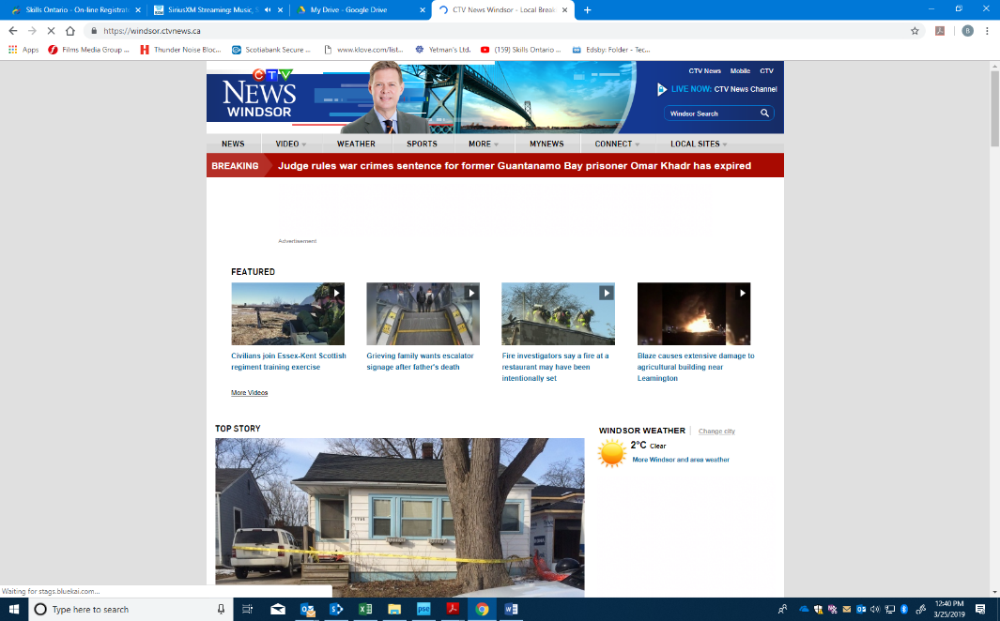 Skills Ontario - On-line Registrat
SiriusXM Streaming: Music, S
My Drive - Google Drive
CTV News Windsor - Local Break
https://windsor.ctvnews.ca
Apps
Films Media Group ...
Thunder Noise Bloc...
Scotiabank Secure ...
www.klove.com/list...
Yetman's Ltd.
(159) Skills Ontario ...
Edsby: Folder - Tec...
CTV
NEWS
WINDSOR
CTV News Mobile CTV
LIVE NOW: CTV News Channel
Windsor Search
NEWS VIDEO WEATHER SPORTS MORE MYNEWS CONNECT LOCAL SITES
BREAKING Judge rules war crimes sentence for former Guantanamo Bay prisoner Omar Khadr has expired
Advertisement
FEATURED
Civilians join Essex-Kent Scottish
regiment training exercise
Grieving family wants escalator
signage after father's death
Fire investigators say a fire at a
restaurant may have been
intentionally set
Blaze causes extensive damage to
agricultural building near
Leamington
More Videos
TOP STORY
WINDSOR WEATHER Change city
2°C Clear
More Windsor and area weather
Waiting for stags.bluekai.com...
Type here to search
pse
12:40 PM
3/25/2019